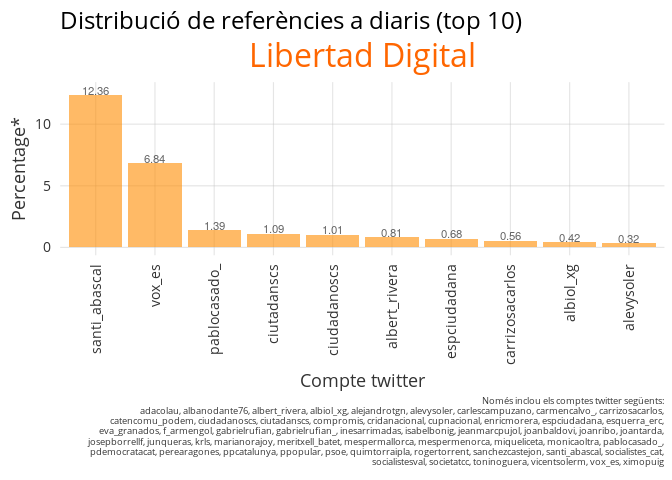 Distribució de referències a diaris (top 10)
Libertad Digital
Percentage*
10
5
0
12.36
6.84
1.39
1.09
1.01
0.81
0.68
0.56
0.42
0.32
santi_abascal
vox_es
pablocasado_
ciutadanscs
ciudadanoscs
albert_rivera
espciudadana
carrizosacarlos
albiol_xg
alevysoler
Compte twitter
Només inclou els comptes twitter següents:
adacolau, albanodante76, albert_rivera, albiol_xg, alejandrotgn, alevysoler, carlescampuzano, carmencalvo_, carrizosacarlos,
catencomu_podem, ciudadanoscs, ciutadanscs, compromis, cridanacional, cupnacional, enricmorera, espciudadana, esquerra_erc,
eva_granados, f_armengol, gabrielrufian, gabrielrufian_, inesarrimadas, isabelbonig, jeanmarcpujol, joanbaldovi, joanribo, joantarda,
josepborrellf, junqueras, krls, marianorajoy, meritxell_batet, mespermallorca, mespermenorca, miqueliceta, monicaoltra, pablocasado_,
pdemocratacat, perearagones, ppcatalunya, ppopular, psoe, quimtorraipla, rogertorrent, sanchezcastejon, santi_abascal, socialistes_cat,
socialistesval, societatcc, toninoguera, vicentsolerm, vox_es, ximopuig